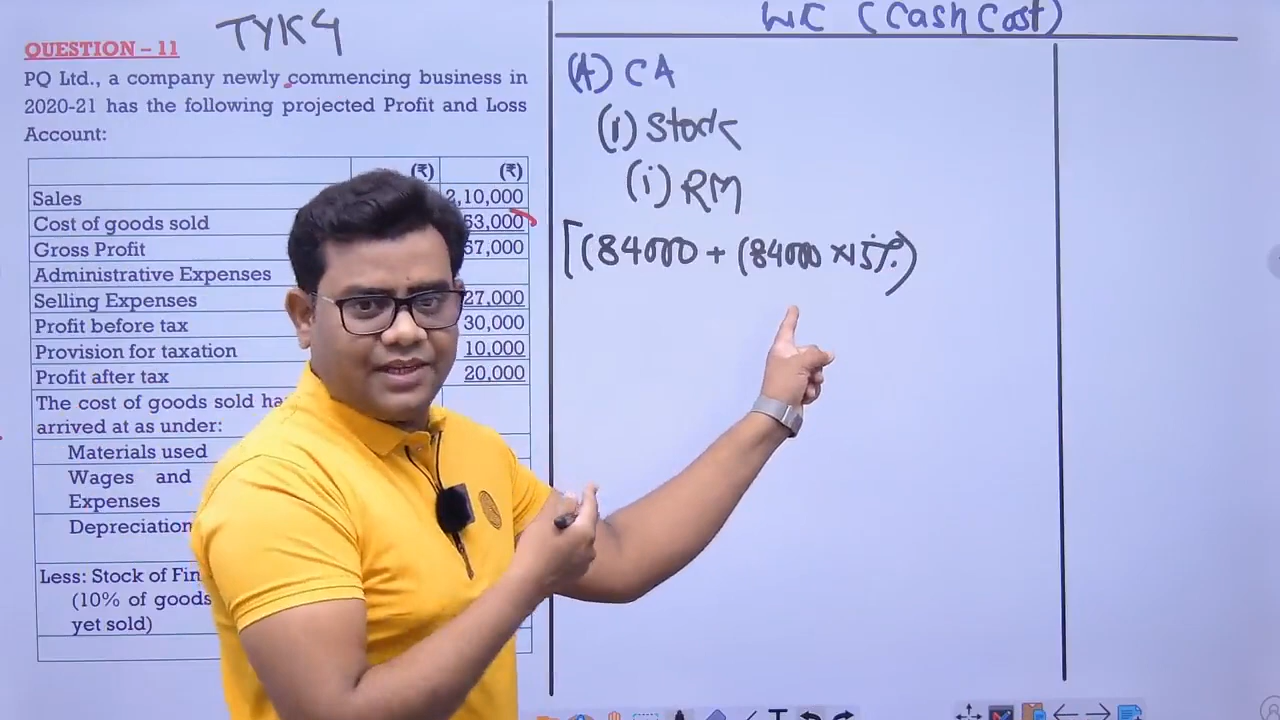 TYK 4
QUESTION – 11
PQ Ltd., a company newly commencing business in
2020-21 has the following projected Profit and Loss
Account:
(₹) (₹)
Sales 2,10,000
Cost of goods sold 53,000
Gross Profit 57,000
Administrative Expenses
Selling Expenses 27,000
Profit before tax 30,000
Provision for taxation 10,000
Profit after tax 20,000
The cost of goods sold ha
arrived at as under:
Materials used
Wages and
Expenses
Depreciation
Less: Stock of Fin
(10% of goods
yet sold)
WC (Cash Cost)
(A) CA
(1) Stock
(i) RM
[(84000 + (84000 × 15%)